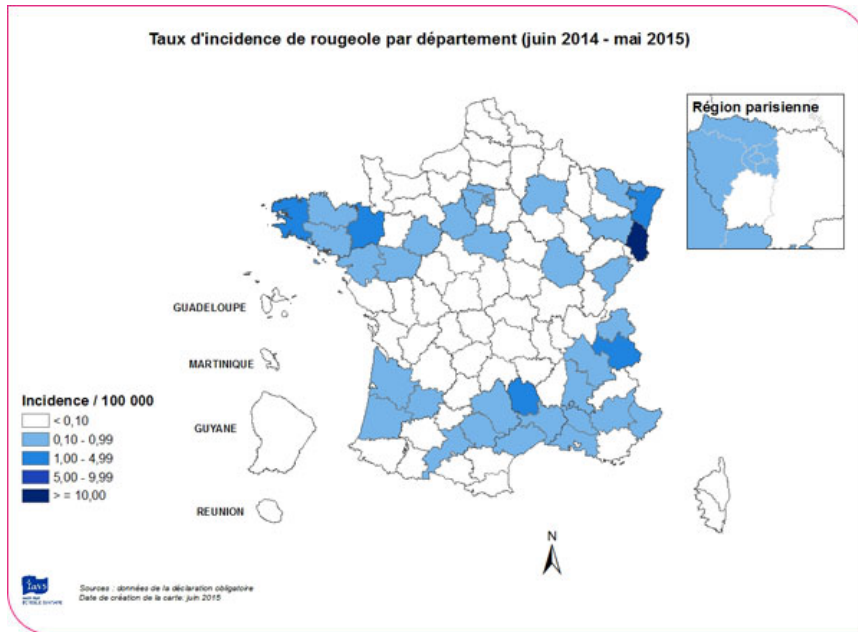 Taux d'incidence de rougeole par département (juin 2014 - mai 2015)
Région parisienne
GUADELOUPE
MARTINIQUE
GUYANE
REUNION
Incidence / 100 000
< 0,10
0,10 - 0,99
1,00 - 4,99
5,00 - 9,99
> = 10,00
N
Sources : données de la déclaration obligatoire
Date de création de la carte: juin 2015